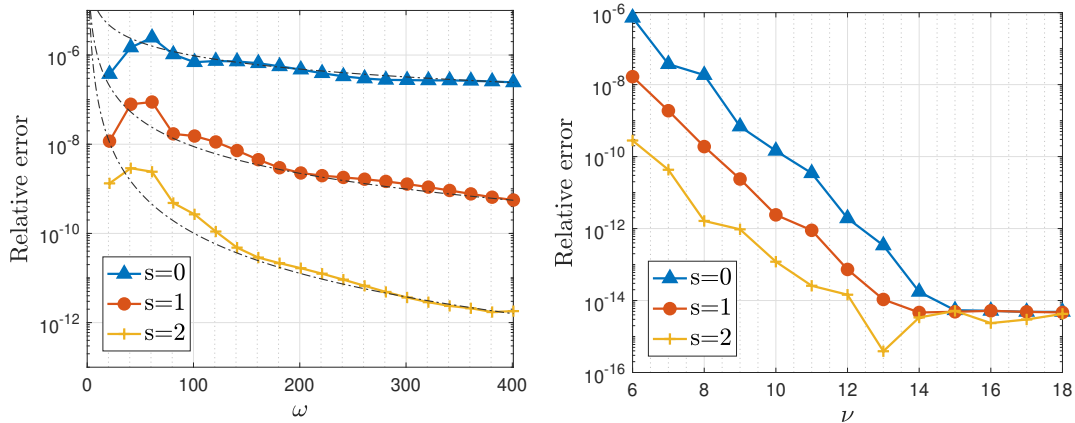 Relative error
10^-6
10^-8
10^-10
10^-12
0 100 200 300 400
ω
s=0
s=1
s=2
Relative error
10^-6
10^-8
10^-10
10^-12
10^-14
10^-16
6 8 10 12 14 16 18
ν
s=0
s=1
s=2